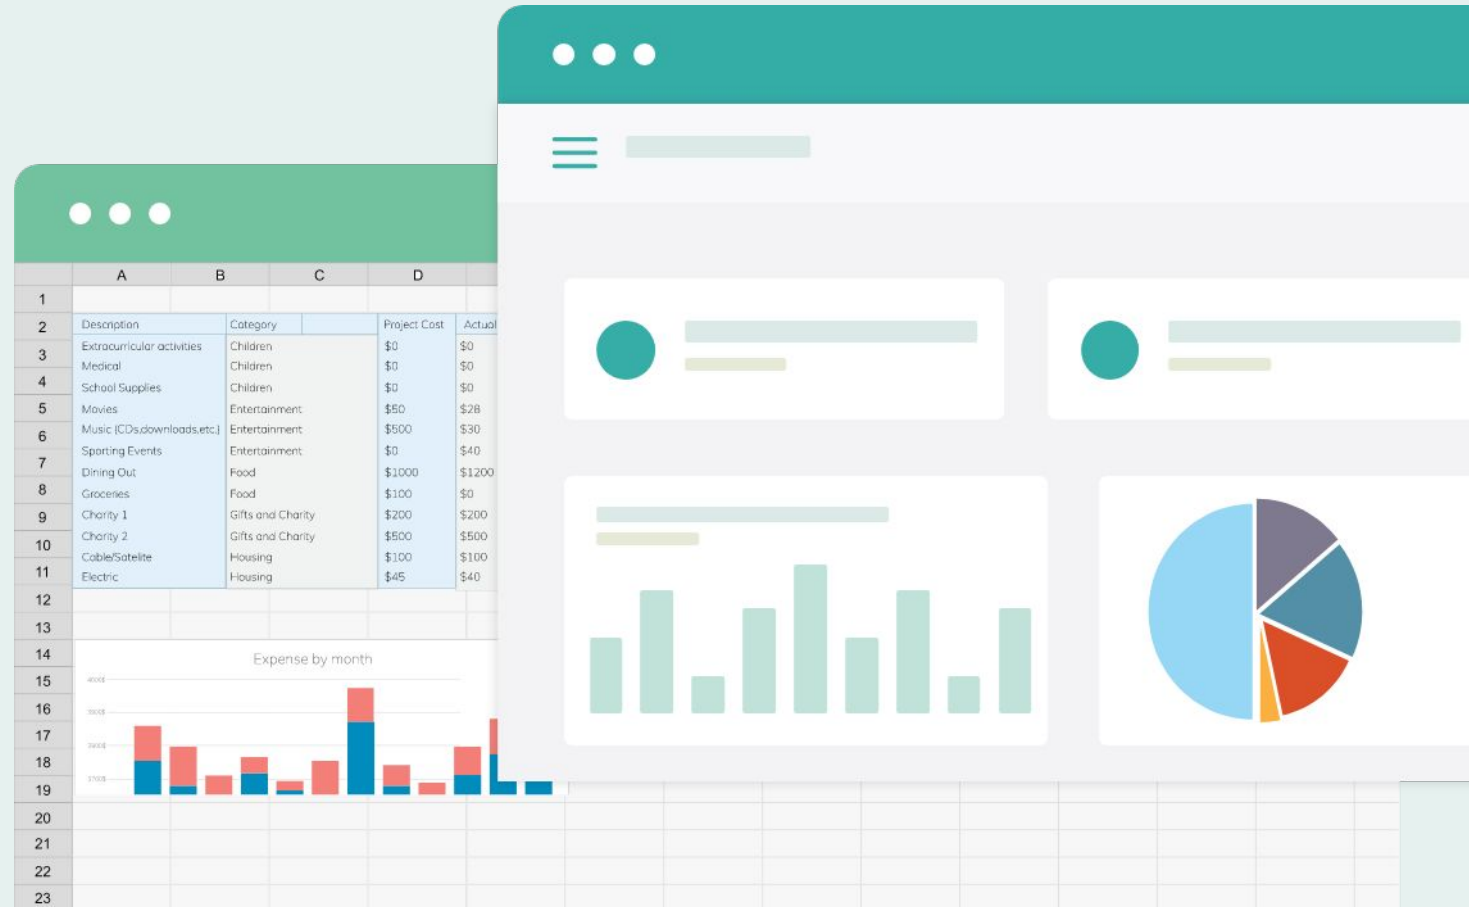 A B C D
1
2 Description Category Project Cost Actual
3 Extracurricular activities Children $0 $0
Medical Children $0 $0
4 School Supplies Children $0 $0
5 Movies Entertainment $50 $28
6 Music (CDs,downloads,etc.) Entertainment $500 $30
7 Sporting Events Entertainment $0 $40
Dining Out Food $1000 $1200
8 Groceries Food $100 $0
9 Charity 1 Gifts and Charity $200 $200
10 Charity 2 Gifts and Charity $500 $500
Cable/Satelite Housing $100 $100
11 Electric Housing $45 $40
12
13
14 Expense by month
15
16
17
18
19
20
21
22
23